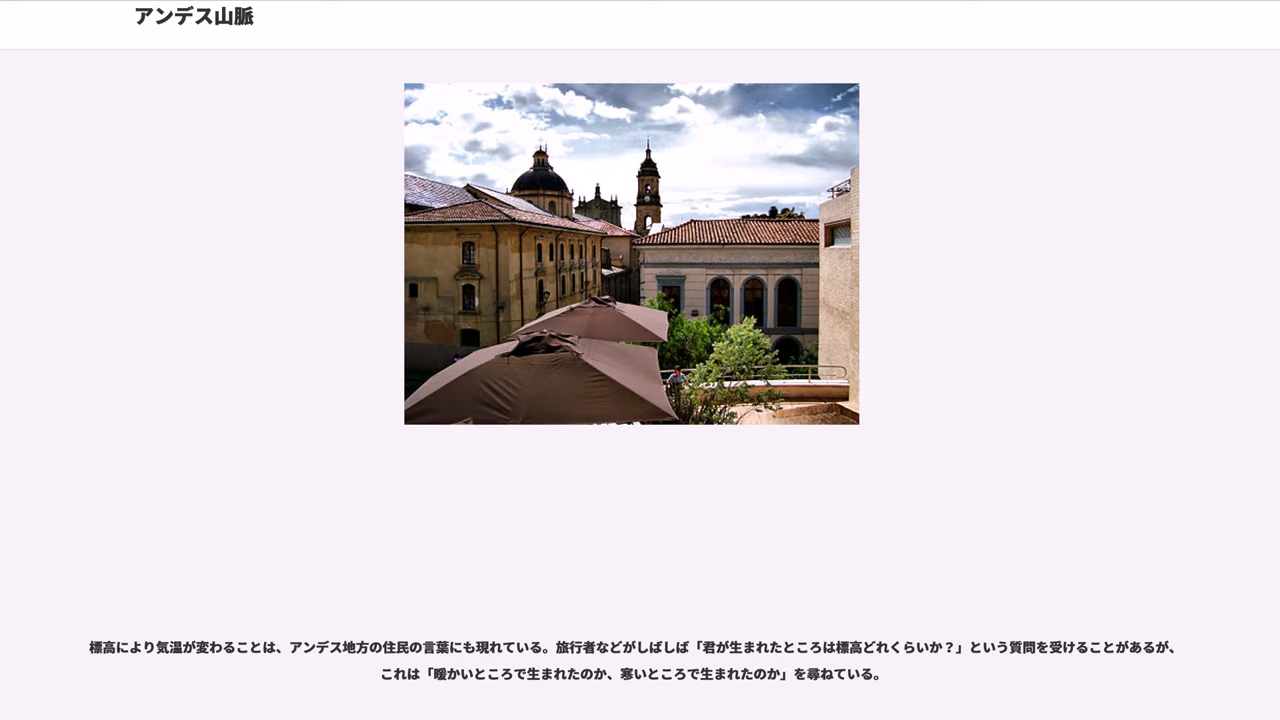 アンデス山脈
標高により気温が変わることは、アンデス地方の住民の言葉にも現れている。旅行者などがしばしば「君が生まれたところは標高どれくらいか？」という質問を受けることがあるが、
これは「暖かいところで生まれたのか、寒いところで生まれたのか」を尋ねている。